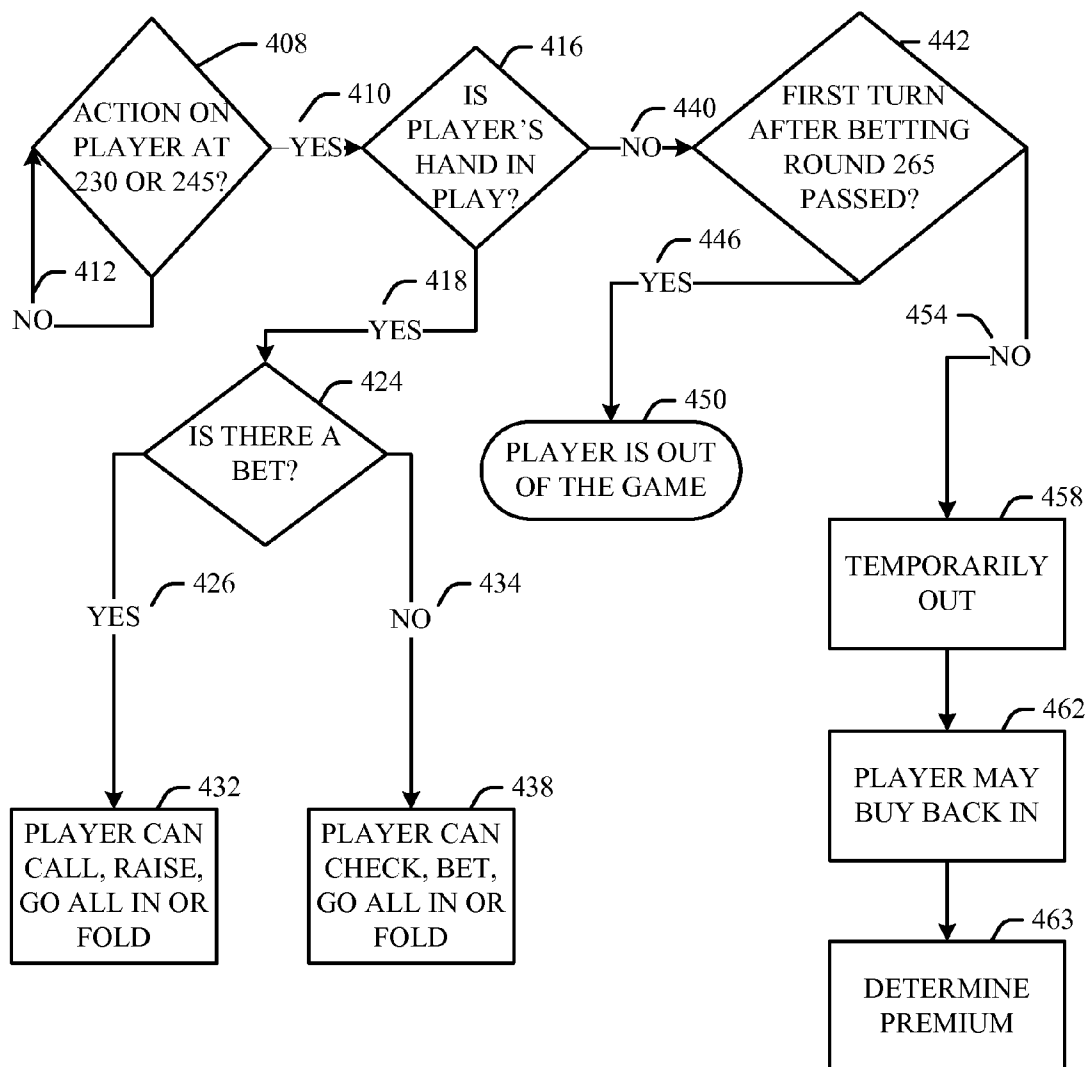 408
ACTION ON
PLAYER AT
230 OR 245?
410
YES
412
NO
416
IS
PLAYER'S
HAND IN
PLAY?
440
NO
442
FIRST TURN
AFTER BETTING
ROUND 265
PASSED?
418
YES
446
YES
454
NO
424
IS THERE A
BET?
450
PLAYER IS OUT
OF THE GAME
426
YES
434
NO
458
TEMPORARILY
OUT
462
PLAYER MAY
BUY BACK IN
432
PLAYER CAN
CALL, RAISE,
GO ALL IN OR
FOLD
438
PLAYER CAN
CHECK, BET,
GO ALL IN OR
FOLD
463
DETERMINE
PREMIUM